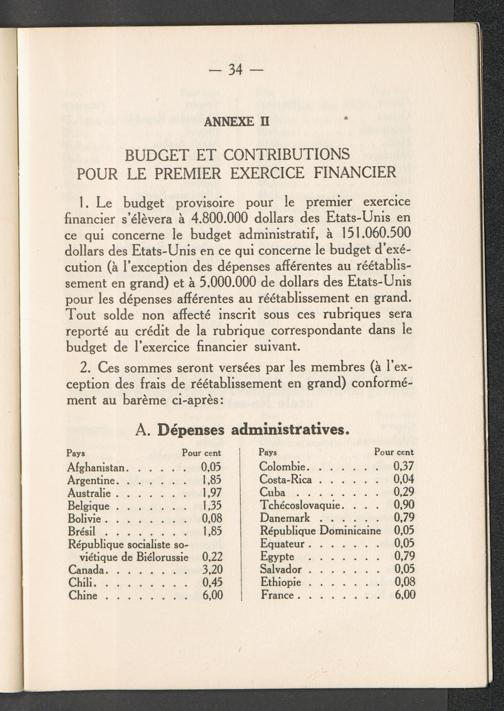 — 34 —
ANNEXE II
BUDGET ET CONTRIBUTIONS
POUR LE PREMIER EXERCICE FINANCIER
1. Le budget provisoire pour le premier exercice
financier s'élèvera à 4.800.000 dollars des Etats-Unis en
ce qui concerne le budget administratif, à 151.060.500
dollars des Etats-Unis en ce qui concerne le budget d'exé-
cution (à l'exception des dépenses afférentes au réétablis-
sement en grand) et à 5.000.000 de dollars des Etats-Unis
pour les dépenses afférentes au réétablissement en grand.
Tout solde non affecté inscrit sous ces rubriques sera
reporté au crédit de la rubrique correspondante dans le
budget de l'exercice financier suivant.
2. Ces sommes seront versées par les membres (à l'ex-
ception des frais de réétablissement en grand) conformé-
ment au barème ci-après:
A. Dépenses administratives.
Pays Pour cent
Afghanistan. . . . . . 0,05
Argentine. . . . . . . 1,85
Australie . . . . . . . 1,97
Belgique . . . . . . . 1,35
Bolivie . . . . . . . . 0,08
Brésil . . . . . . . . 1,85
République socialiste so-
viétique de Biélorussie 0,22
Canada. . . . . . . . 3,20
Chili. . . . . . . . . 0,45
Chine . . . . . . . . 6,00
Pays Pour cent
Colombie. . . . . . . 0,37
Costa-Rica . . . . . . 0,04
Cuba . . . . . . . . 0,29
Tchécoslovaquie. . . . 0,90
Danemark . . . . . . 0,79
République Dominicaine 0,05
Equateur . . . . . . . 0,05
Egypte . . . . . . . 0,79
Salvador . . . . . . . 0,05
Ethiopie . . . . . . . 0,08
France . . . . . . . . 6,00